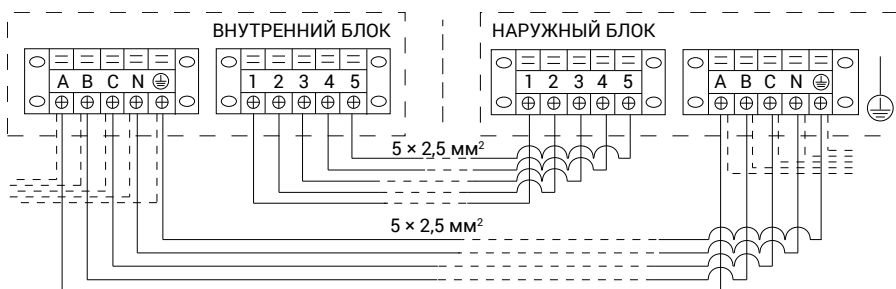 ВНУТРЕННИЙ БЛОК НАРУЖНЫЙ БЛОК
A B C N 1 2 3 4 5 1 2 3 4 5 A B C N
5 × 2,5 мм²
5 × 2,5 мм²